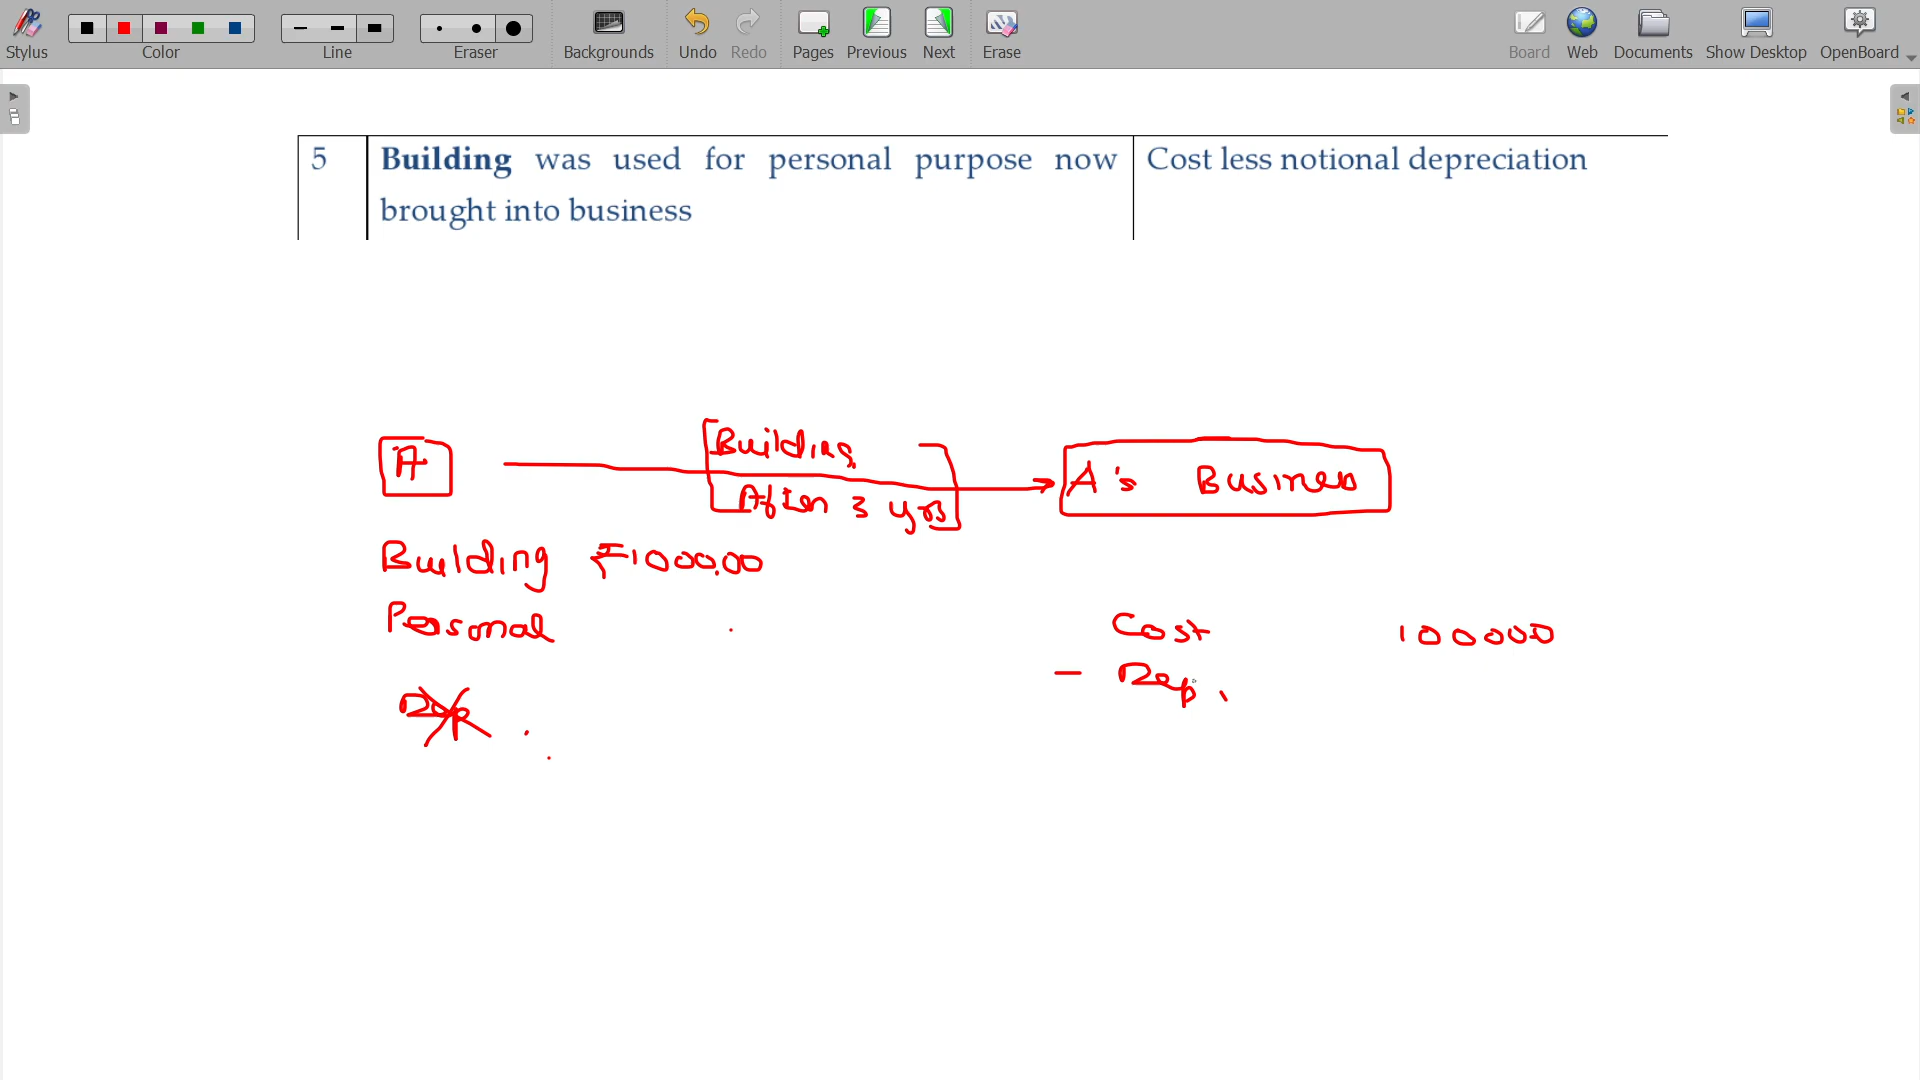 Stylus Color Line Eraser Backgrounds Undo Redo Pages Previous Next Erase Board Web Documents Show Desktop OpenBoard
5 Building was used for personal purpose now Cost less notional depreciation
brought into business
A Building A's Business
After 3 yrs
Building ₹100000
Personal Cost 100000
- Dep
Dep